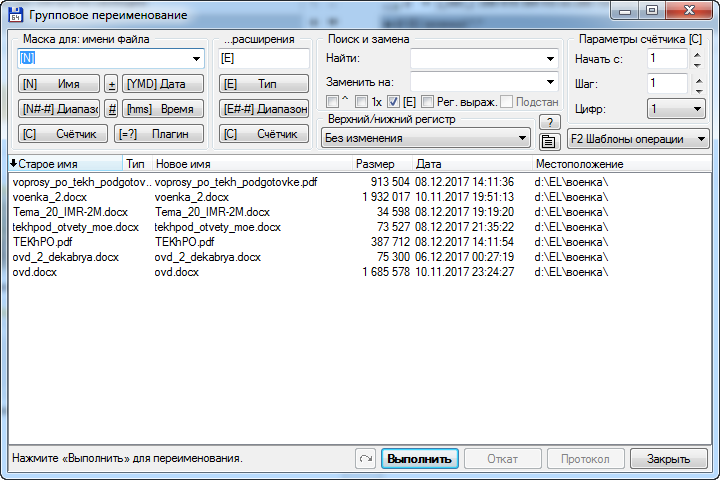 Групповое переименование
Маска для: имени файла
...расширения
Поиск и замена
Параметры счётчика [C]
[N]
[E]
Найти:
Начать с: 1
[N] Имя
±
[YMD] Дата
[E] Тип
Заменить на:
Шаг: 1
[N#-#] Диапазо
#
[hms] Время
[E#-#] Диапазон
^ 1x [E] Рег. выраж. Подстан
Цифр: 1
[C] Счётчик
[=?] Плагин
[C] Счётчик
Верхний/нижний регистр
?
Без изменения
F2 Шаблоны операции
Старое имя Тип Новое имя Размер Дата Местоположение
voprosy_po_tekh_podgotov... voprosy_po_tekh_podgotovke.pdf 913 504 08.12.2017 14:11:36 d:\EL\военка\
voenka_2.docx voenka_2.docx 1 932 017 10.11.2017 19:51:13 d:\EL\военка\
Tema_20_IMR-2M.docx Tema_20_IMR-2M.docx 34 598 08.12.2017 19:19:20 d:\EL\военка\
tekhpod_otvety_moe.docx tekhpod_otvety_moe.docx 73 527 08.12.2017 21:35:22 d:\EL\военка\
TEKhPO.pdf TEKhPO.pdf 387 712 08.12.2017 14:11:54 d:\EL\военка\
ovd_2_dekabrya.docx ovd_2_dekabrya.docx 75 300 06.12.2017 00:27:19 d:\EL\военка\
ovd.docx ovd.docx 1 685 578 10.11.2017 23:24:27 d:\EL\военка\
Нажмите «Выполнить» для переименования.
Выполнить
Откат
Протокол
Закрыть